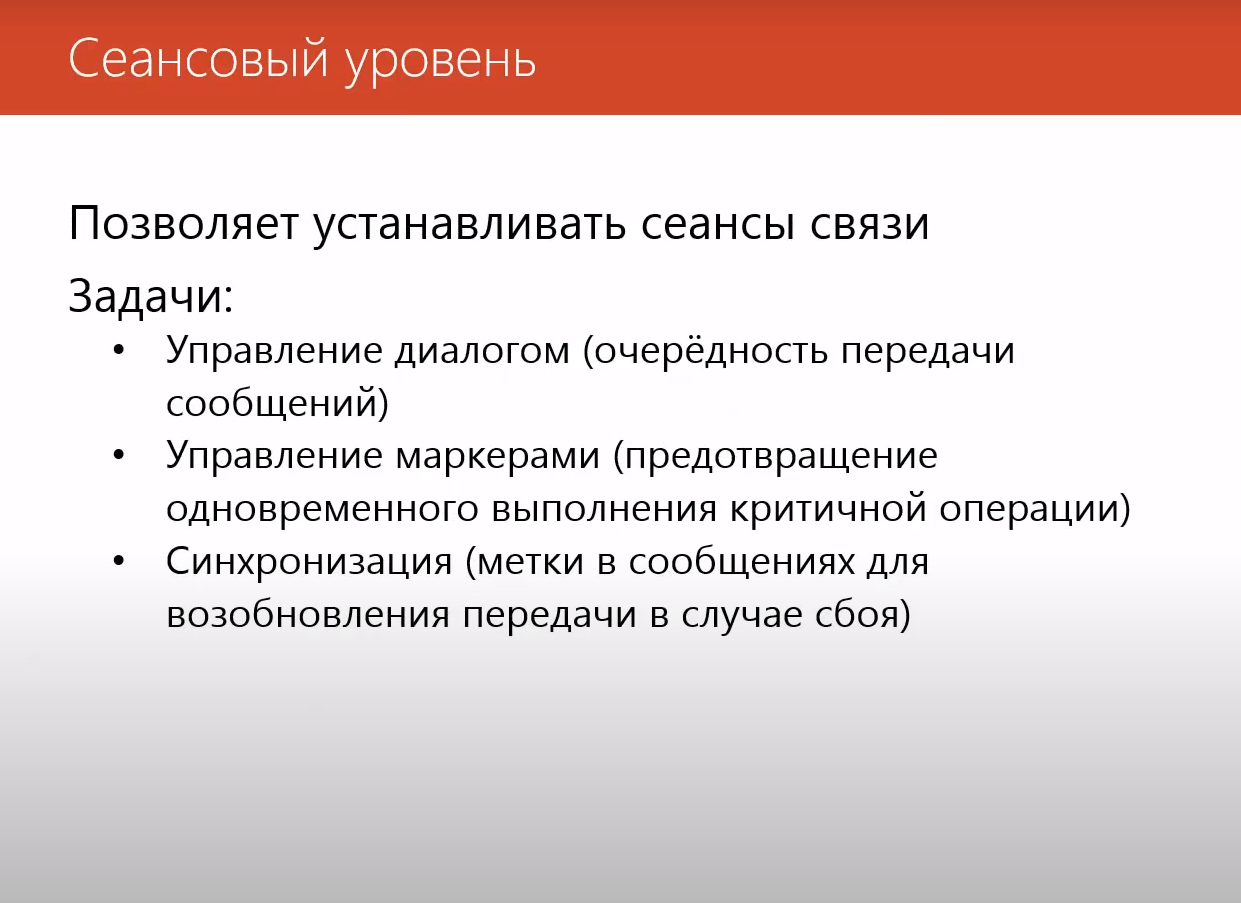 Сеансовый уровень
Позволяет устанавливать сеансы связи
Задачи:
• Управление диалогом (очерёдность передачи
сообщений)
• Управление маркерами (предотвращение
одновременного выполнения критичной операции)
• Синхронизация (метки в сообщениях для
возобновления передачи в случае сбоя)